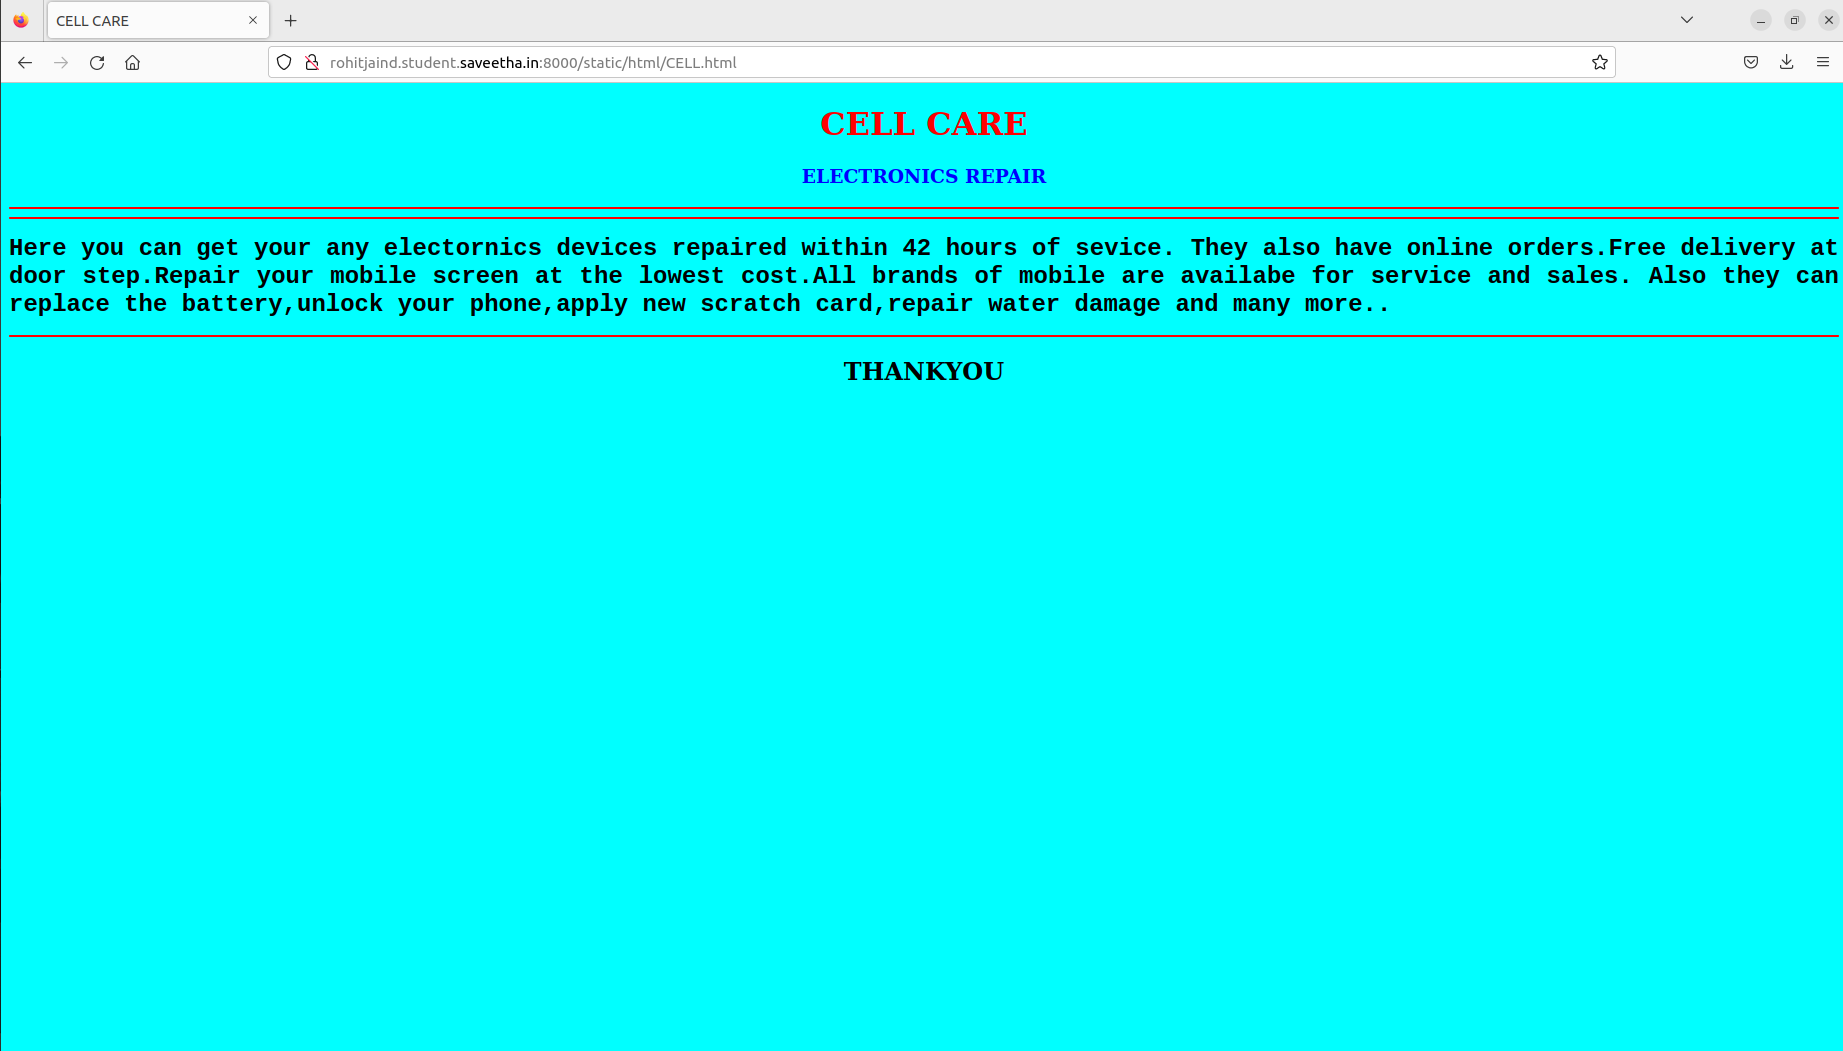 CELL CARE
rohitjaind.student.saveetha.in:8000/static/html/CELL.html
CELL CARE
ELECTRONICS REPAIR
Here you can get your any electornics devices repaired within 42 hours of sevice. They also have online orders.Free delivery at
door step.Repair your mobile screen at the lowest cost.All brands of mobile are availabe for service and sales. Also they can
replace the battery,unlock your phone,apply new scratch card,repair water damage and many more..
THANKYOU